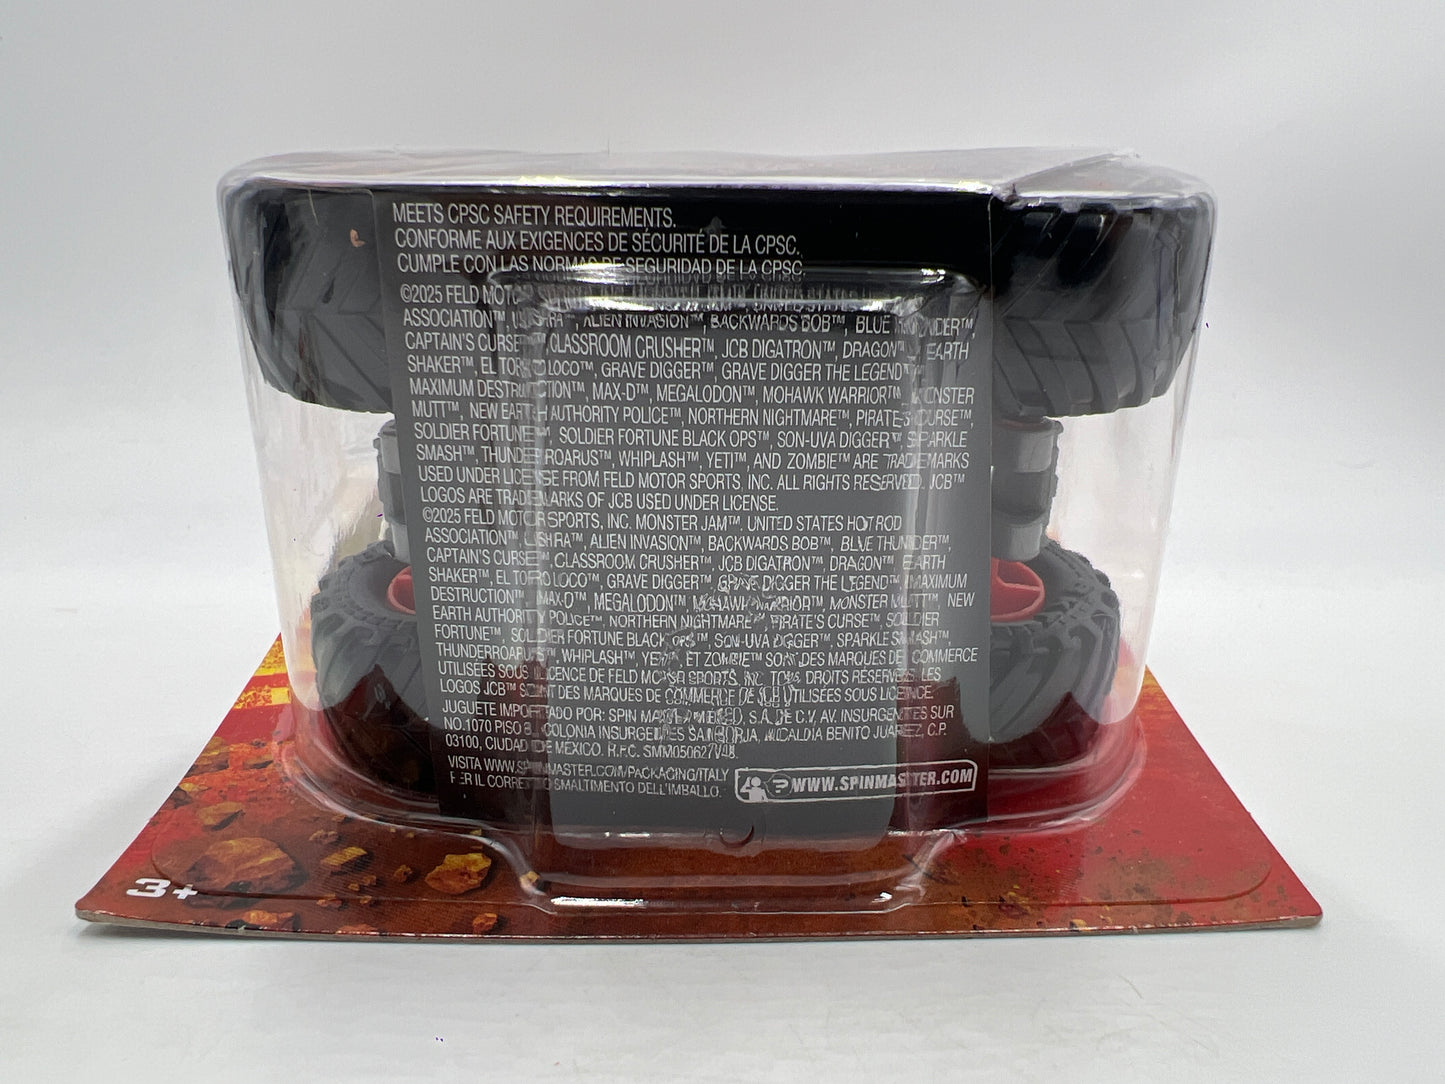 MEETS CPSC SAFETY REQUIREMENTS.
CONFORME AUX EXIGENCES DE SÉCURITÉ DE LA CPSC.
CUMPLE CON LAS NORMAS DE SEGURIDAD DE LA CPSC.
©2025 FELD MOTOR UNITED STATES
ASSOCIATION™, ALIEN INVASION™, BACKWARDS BOB™, BLUE THUNDER™,
CAPTAIN'S CURSE™, CLASSROOM CRUSHER™, JCB DIGATRON™, DRAGON™, EARTH
SHAKER™, EL TORO LOCO™, GRAVE DIGGER™, GRAVE DIGGER THE LEGEND™,
MAXIMUM DESTRUCTION™, MAX-D™, MEGALODON™, MOHAWK WARRIOR™, MONSTER
MUTT™, NEW EARTH AUTHORITY POLICE™, NORTHERN NIGHTMARE™, PIRATE'S CURSE™,
SOLDIER FORTUNE™, SOLDIER FORTUNE BLACK OPS™, SON-UVA DIGGER™, SPARKLE
SMASH™, THUNDERROARUS™, WHIPLASH™, YETI™, AND ZOMBIE™ ARE TRADEMARKS
USED UNDER LICENSE FROM FELD MOTOR SPORTS, INC. ALL RIGHTS RESERVED. JCB™
LOGOS ARE TRADEMARKS OF JCB USED UNDER LICENSE.
©2025 FELD MOTOR SPORTS, INC. MONSTER JAM™, UNITED STATES HOT ROD
ASSOCIATION™, USHRA™, ALIEN INVASION™, BACKWARDS BOB™, BLUE THUNDER™,
CAPTAIN'S CURSE™, CLASSROOM CRUSHER™, JCB DIGATRON™, DRAGON™, EARTH
SHAKER™, EL TORO LOCO™, GRAVE DIGGER™, GRAVE DIGGER THE LEGEND™, MAXIMUM
DESTRUCTION™, MAX-D™, MEGALODON™, MOHAWK WARRIOR™, MONSTER MUTT™, NEW
EARTH AUTHORITY POLICE™, NORTHERN NIGHTMARE™, PIRATE'S CURSE™, SOLDIER
FORTUNE™, SOLDIER FORTUNE BLACK OPS™, SON-UVA DIGGER™, SPARKLE SMASH™,
THUNDERROARUS™, WHIPLASH™, YETI™, ET ZOMBIE™ SONT DES MARQUES DE COMMERCE
UTILISÉES SOUS LICENCE DE FELD MOTOR SPORTS, INC. TOUS DROITS RÉSERVÉS. LES
LOGOS JCB™ SONT DES MARQUES DE COMMERCE DE JCB UTILISÉES SOUS LICENCE.
JUGUETE IMPORTADO POR: SPIN MASTER MÉXICO, S.A. DE C.V. AV. INSURGENTES SUR
NO.1070 PISO COLONIA INSURGENTES SAN BORJA, ALCALDÍA BENITO JUAREZ, C.P.
03100, CIUDAD DE MEXICO. R.F.C.
VISITA WWW.SPINMASTER.COM/PACKAGING/ITALY
PER IL CORRETTO SMALTIMENTO DELL'IMBALLO.
WWW.SPINMASTER.COM
3+